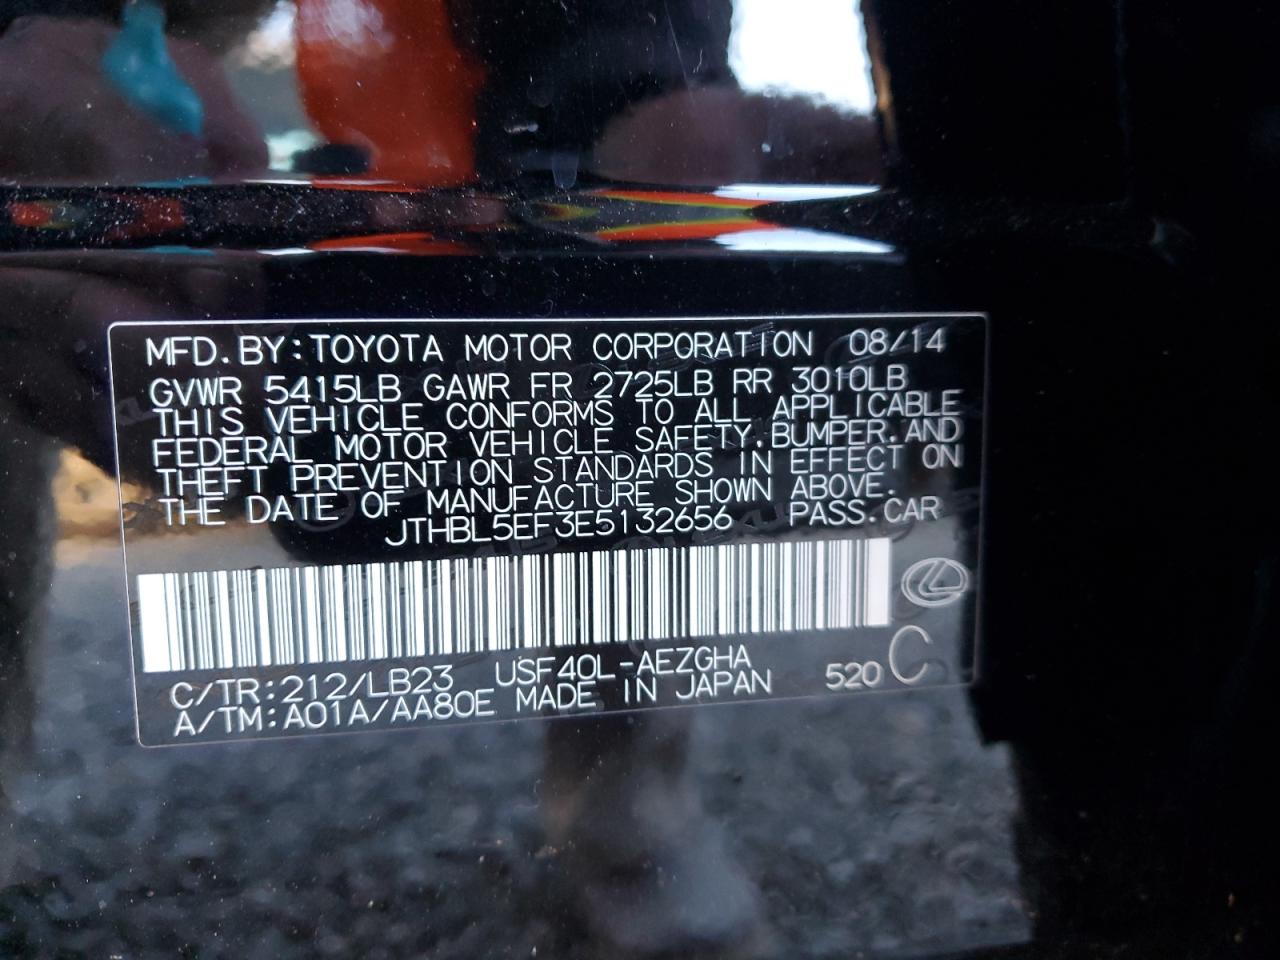 MFD.BY:TOYOTA MOTOR CORPORATION 08/14
GVWR 5415LB GAWR FR 2725LB RR 3010LB
THIS VEHICLE CONFORMS TO ALL APPLICABLE
FEDERAL MOTOR VEHICLE SAFETY,BUMPER,AND
THEFT PREVENTION STANDARDS IN EFFECT ON
THE DATE OF MANUFACTURE SHOWN ABOVE.
JTHBL5EF3E5132656 PASS.CAR
C/TR:212/LB23 USF40L-AEZGHA
A/TM:A01A/AA80E MADE IN JAPAN 520 C